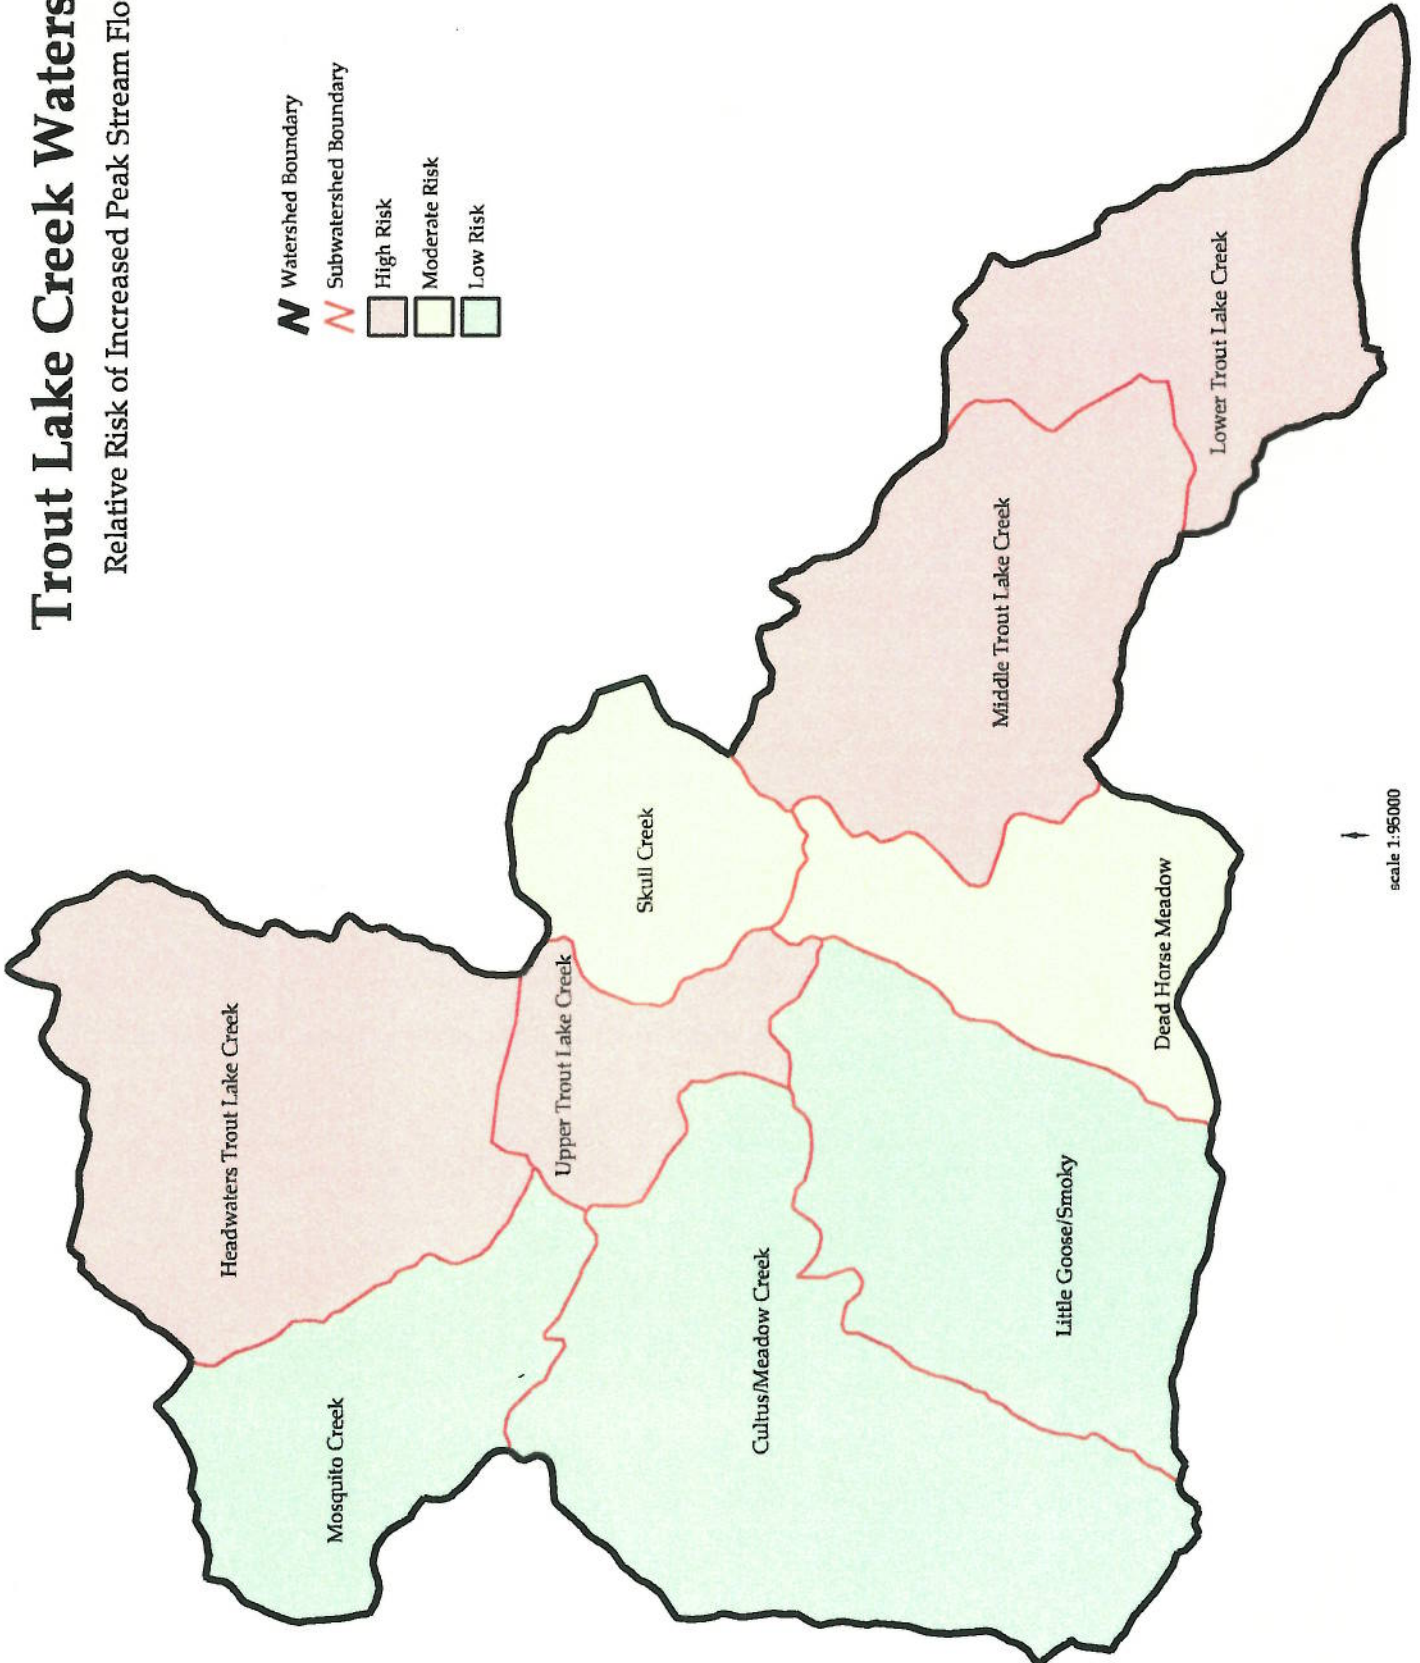 Trout Lake Creek Waters
Relative Risk of Increased Peak Stream Flo
Watershed Boundary
Subwatershed Boundary
High Risk
Moderate Risk
Low Risk
Headwaters Trout Lake Creek
Mosquito Creek
Upper Trout Lake Creek
Skull Creek
Cultus/Meadow Creek
Middle Trout Lake Creek
Little Goose/Smoky
Dead Horse Meadow
Lower Trout Lake Creek
scale 1:95000